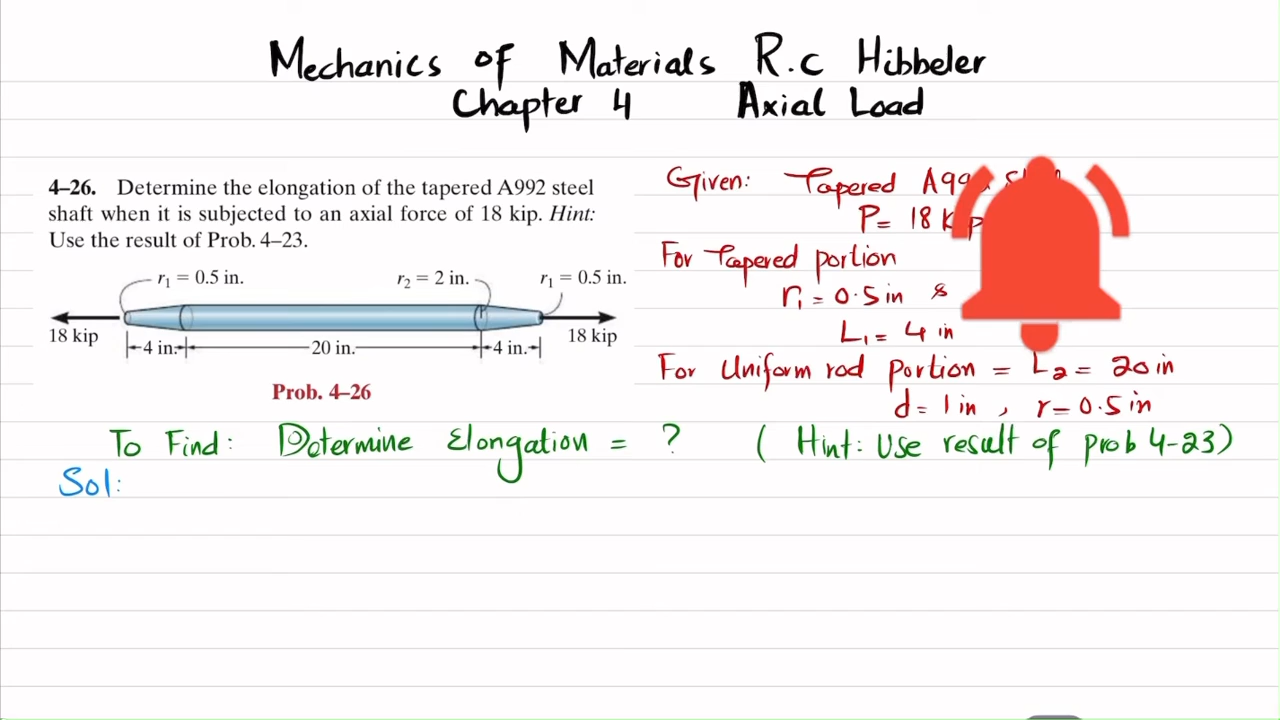 Mechanics of Materials R.c Hibbeler
Chapter 4 Axial Load
4–26. Determine the elongation of the tapered A992 steel
shaft when it is subjected to an axial force of 18 kip. Hint:
Use the result of Prob. 4–23.
r₁ = 0.5 in.
r₂ = 2 in.
r₁ = 0.5 in.
18 kip
4 in.
20 in.
4 in.
18 kip
Prob. 4–26
Given: Tapered
P= 18 Kip
For Tapered portion
r₁ = 0.5 in &
L₁ = 4 in
For Uniform rod portion = L₂ = 20 in
d = 1 in , r = 0.5 in
To Find: Determine Elongation = ? ( Hint: Use result of prob 4-23)
Sol: